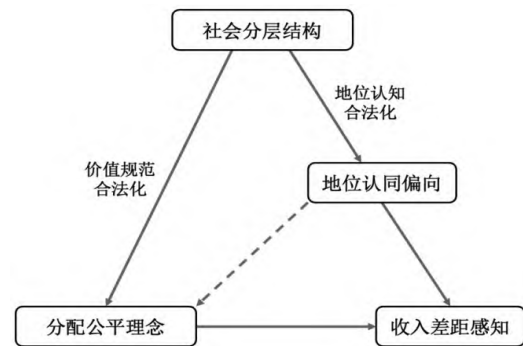 社会分层结构
地位认知
合法化
价值规范
合法化
地位认同偏向
分配公平理念
收入差距感知